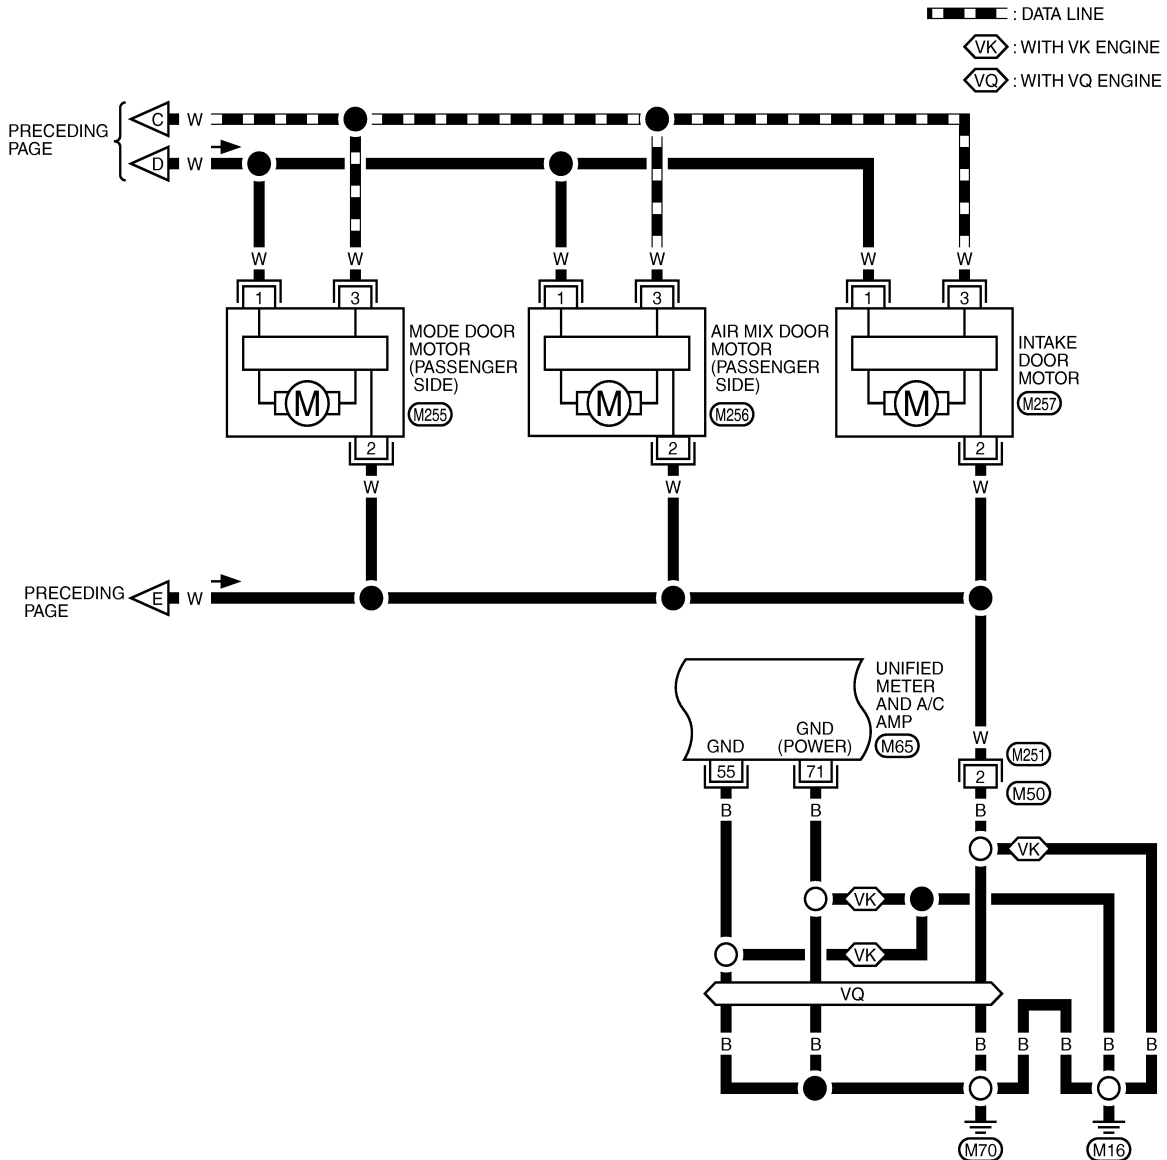 : DATA LINE
VK : WITH VK ENGINE
VQ : WITH VQ ENGINE
PRECEDING
PAGE
C W
D W
W W W W W W
1 3 1 3 1 3
MODE DOOR
MOTOR
(PASSENGER
SIDE)
M255
M
2
AIR MIX DOOR
MOTOR
(PASSENGER
SIDE)
M256
M
2
INTAKE
DOOR
MOTOR
M257
M
2
W W W
PRECEDING
PAGE
E W
UNIFIED
METER
AND A/C
AMP
M65
GND
GND
(POWER)
55 71
W
M251
2
M50
B B B
VK
VK
VK
VQ
B B B B B B B
M70 M16